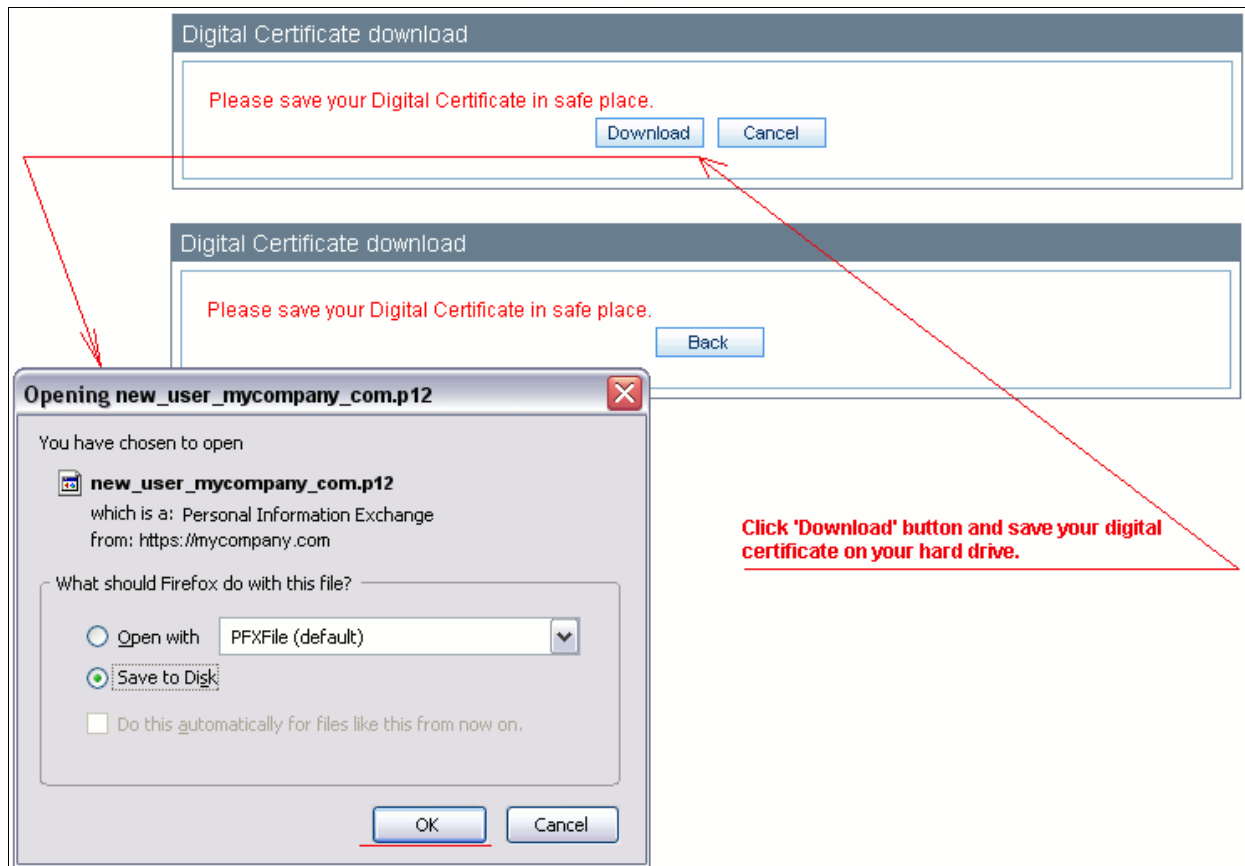 Digital Certificate download
Please save your Digital Certificate in safe place.
Download Cancel
Digital Certificate download
Please save your Digital Certificate in safe place.
Back
Opening new_user_mycompany_com.p12
You have chosen to open
new_user_mycompany_com.p12
which is a: Personal Information Exchange
from: https://mycompany.com
What should Firefox do with this file?
Open with PFXFile (default)
Save to Disk
Do this automatically for files like this from now on.
OK Cancel
Click 'Download' button and save your digital
certificate on your hard drive.